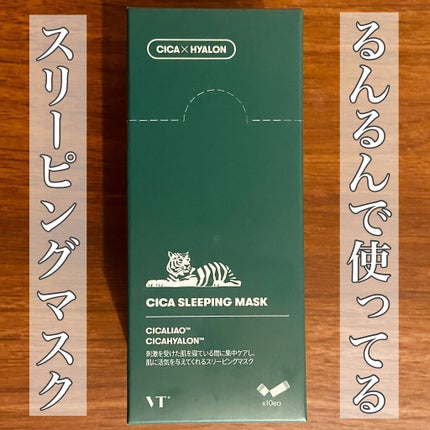 るんるんで使ってる
スリーピングマスク
CICA×HYALON
CICA SLEEPING MASK
CICALIAO™
CICAHYALON™
刺激を受けた肌を寝ている間に集中ケアし、
肌に活気を与えてくれるスリーピングマスク
VT®
x10ea